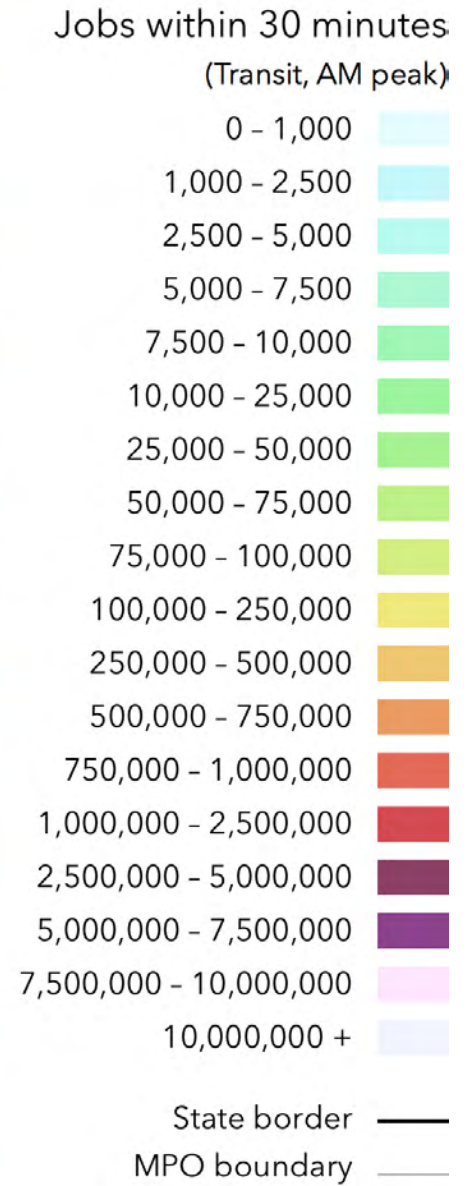 Jobs within 30 minutes
(Transit, AM peak)
0 – 1,000
1,000 – 2,500
2,500 – 5,000
5,000 – 7,500
7,500 – 10,000
10,000 – 25,000
25,000 – 50,000
50,000 – 75,000
75,000 – 100,000
100,000 – 250,000
250,000 – 500,000
500,000 – 750,000
750,000 – 1,000,000
1,000,000 – 2,500,000
2,500,000 – 5,000,000
5,000,000 – 7,500,000
7,500,000 – 10,000,000
10,000,000 +
State border
MPO boundary